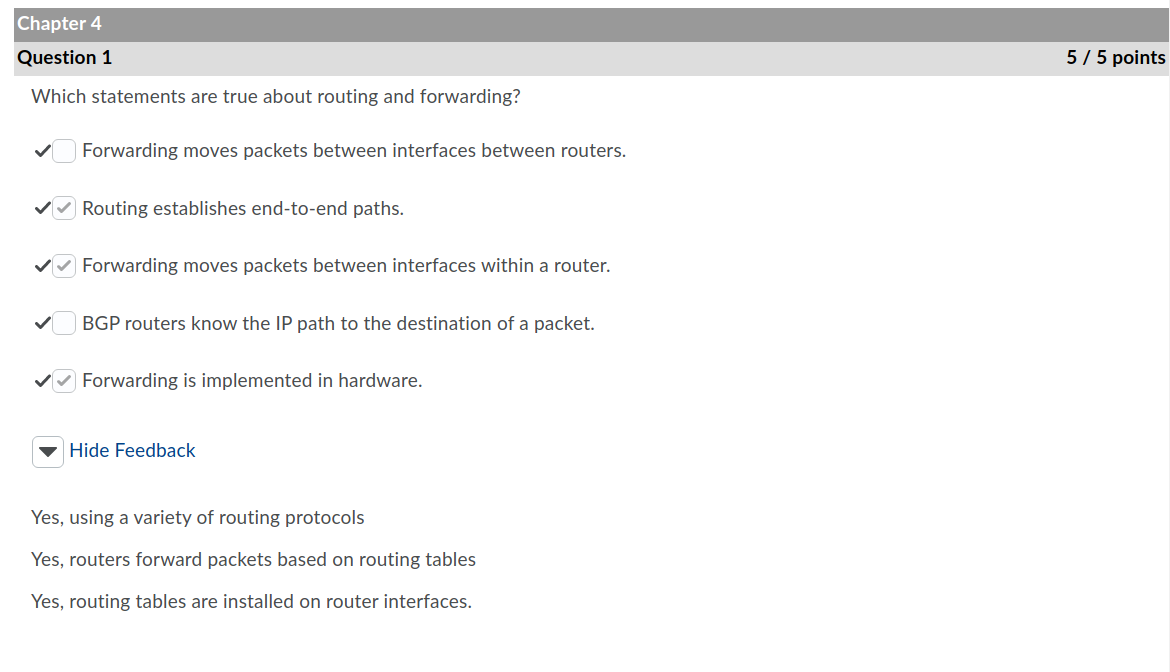 Chapter 4
Question 1 5 / 5 points
Which statements are true about routing and forwarding?
Forwarding moves packets between interfaces between routers.
Routing establishes end-to-end paths.
Forwarding moves packets between interfaces within a router.
BGP routers know the IP path to the destination of a packet.
Forwarding is implemented in hardware.
Hide Feedback
Yes, using a variety of routing protocols
Yes, routers forward packets based on routing tables
Yes, routing tables are installed on router interfaces.